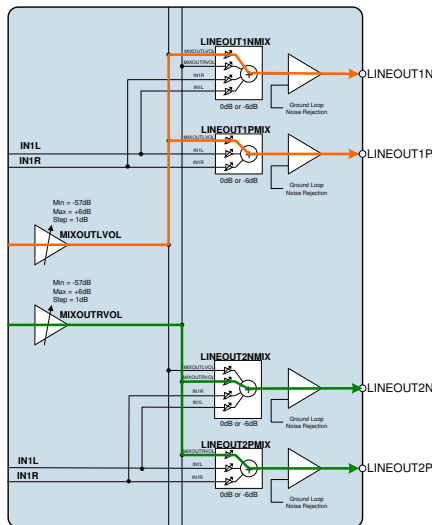 LINEOUT1NMIX
MIXOUTLVOL
MIXOUTRVOL
IN1R
IN1L
LINEOUT1N
0dB or -6dB
Ground Loop
Noise Rejection
LINEOUT1PMIX
MIXOUTLVOL
IN1L
IN1R
LINEOUT1P
0dB or -6dB
Ground Loop
Noise Rejection
IN1L
IN1R
Min = -57dB
Max = +6dB
Step = 1dB
MIXOUTLVOL
Min = -57dB
Max = +6dB
Step = 1dB
MIXOUTRVOL
LINEOUT2NMIX
MIXOUTLVOL
MIXOUTRVOL
IN1R
IN1L
LINEOUT2N
0dB or -6dB
Ground Loop
Noise Rejection
LINEOUT2PMIX
MIXOUTRVOL
IN1L
IN1R
LINEOUT2P
0dB or -6dB
Ground Loop
Noise Rejection
IN1L
IN1R